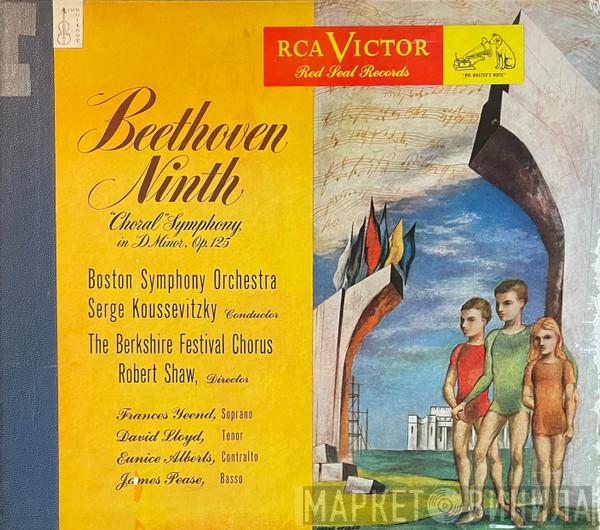 RCA VICTOR
Red Seal Records
"HIS MASTER'S VOICE"
Beethoven
Ninth
"Choral" Symphony,
in D Minor, Op. 125
Boston Symphony Orchestra
Serge Koussevitzky Conductor
The Berkshire Festival Chorus
Robert Shaw, Director
Frances Yeend, Soprano
David Lloyd, Tenor
Eunice Alberts, Contralto
James Pease, Basso
МАРКЕТ ВИНИЛА